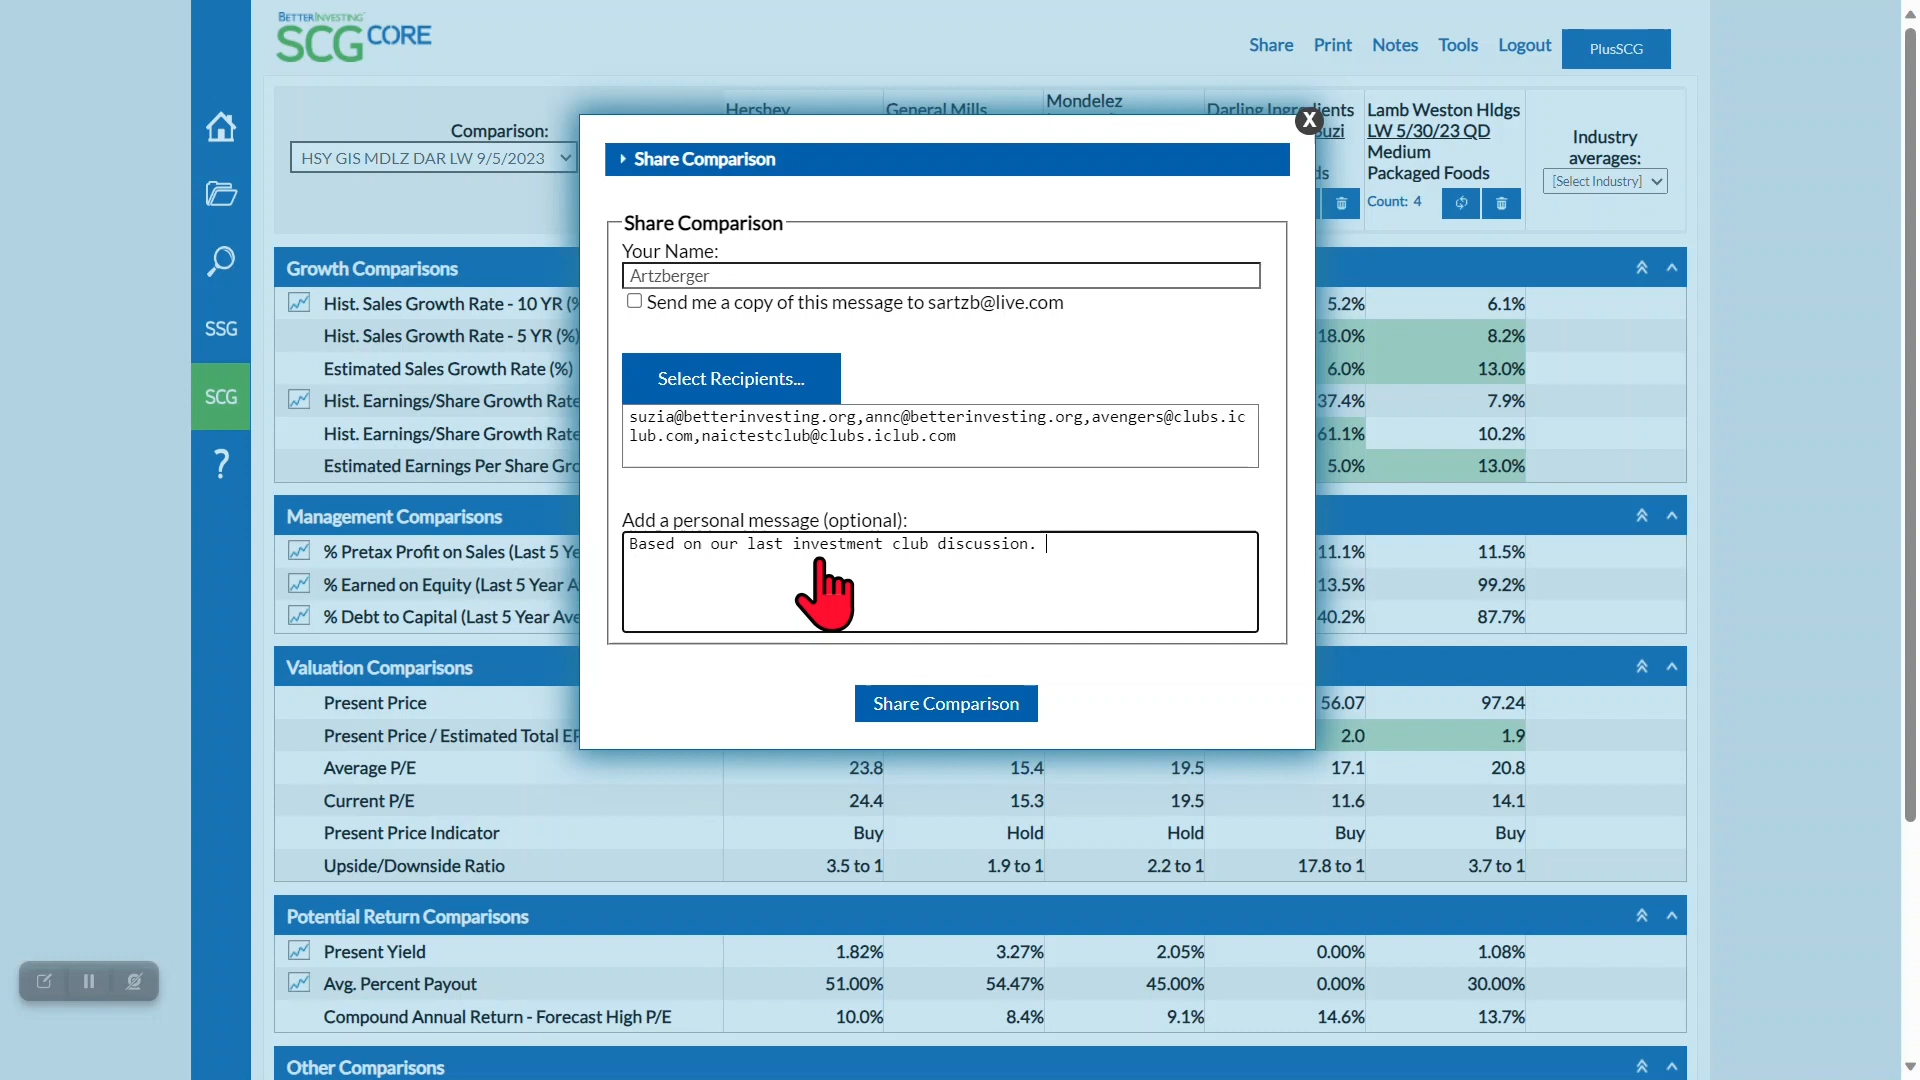 BETTERINVESTING
SCG CORE
Share Print Notes Tools Logout PlusSCG
Comparison:
HSY GIS MDLZ DAR LW 9/5/2023
Hershey
General Mills
Mondelez
Darling Ingredients
Suzi
Lamb Weston Hldgs
LW 5/30/23 QD
Medium
Packaged Foods
Count: 4
Industry
averages:
[Select Industry]
X
Share Comparison
Share Comparison
Your Name:
Artzberger
Send me a copy of this message to sartzb@live.com
Select Recipients...
suzia@betterinvesting.org,annc@betterinvesting.org,avengers@clubs.ic
lub.com,naictestclub@clubs.iclub.com
Add a personal message (optional):
Based on our last investment club discussion.
Share Comparison
SSG
SCG
?
Growth Comparisons
Hist. Sales Growth Rate - 10 YR (% 5.2% 6.1%
Hist. Sales Growth Rate - 5 YR (%) 18.0% 8.2%
Estimated Sales Growth Rate (%) 6.0% 13.0%
Hist. Earnings/Share Growth Rate 37.4% 7.9%
Hist. Earnings/Share Growth Rate 61.1% 10.2%
Estimated Earnings Per Share Gro 5.0% 13.0%
Management Comparisons
% Pretax Profit on Sales (Last 5 Ye 11.1% 11.5%
% Earned on Equity (Last 5 Year A 13.5% 99.2%
% Debt to Capital (Last 5 Year Ave 40.2% 87.7%
Valuation Comparisons
Present Price 56.07 97.24
Present Price / Estimated Total EP 2.0 1.9
Average P/E 23.8 15.4 19.5 17.1 20.8
Current P/E 24.4 15.3 19.5 11.6 14.1
Present Price Indicator Buy Hold Hold Buy Buy
Upside/Downside Ratio 3.5 to 1 1.9 to 1 2.2 to 1 17.8 to 1 3.7 to 1
Potential Return Comparisons
Present Yield 1.82% 3.27% 2.05% 0.00% 1.08%
Avg. Percent Payout 51.00% 54.47% 45.00% 0.00% 30.00%
Compound Annual Return - Forecast High P/E 10.0% 8.4% 9.1% 14.6% 13.7%
Other Comparisons